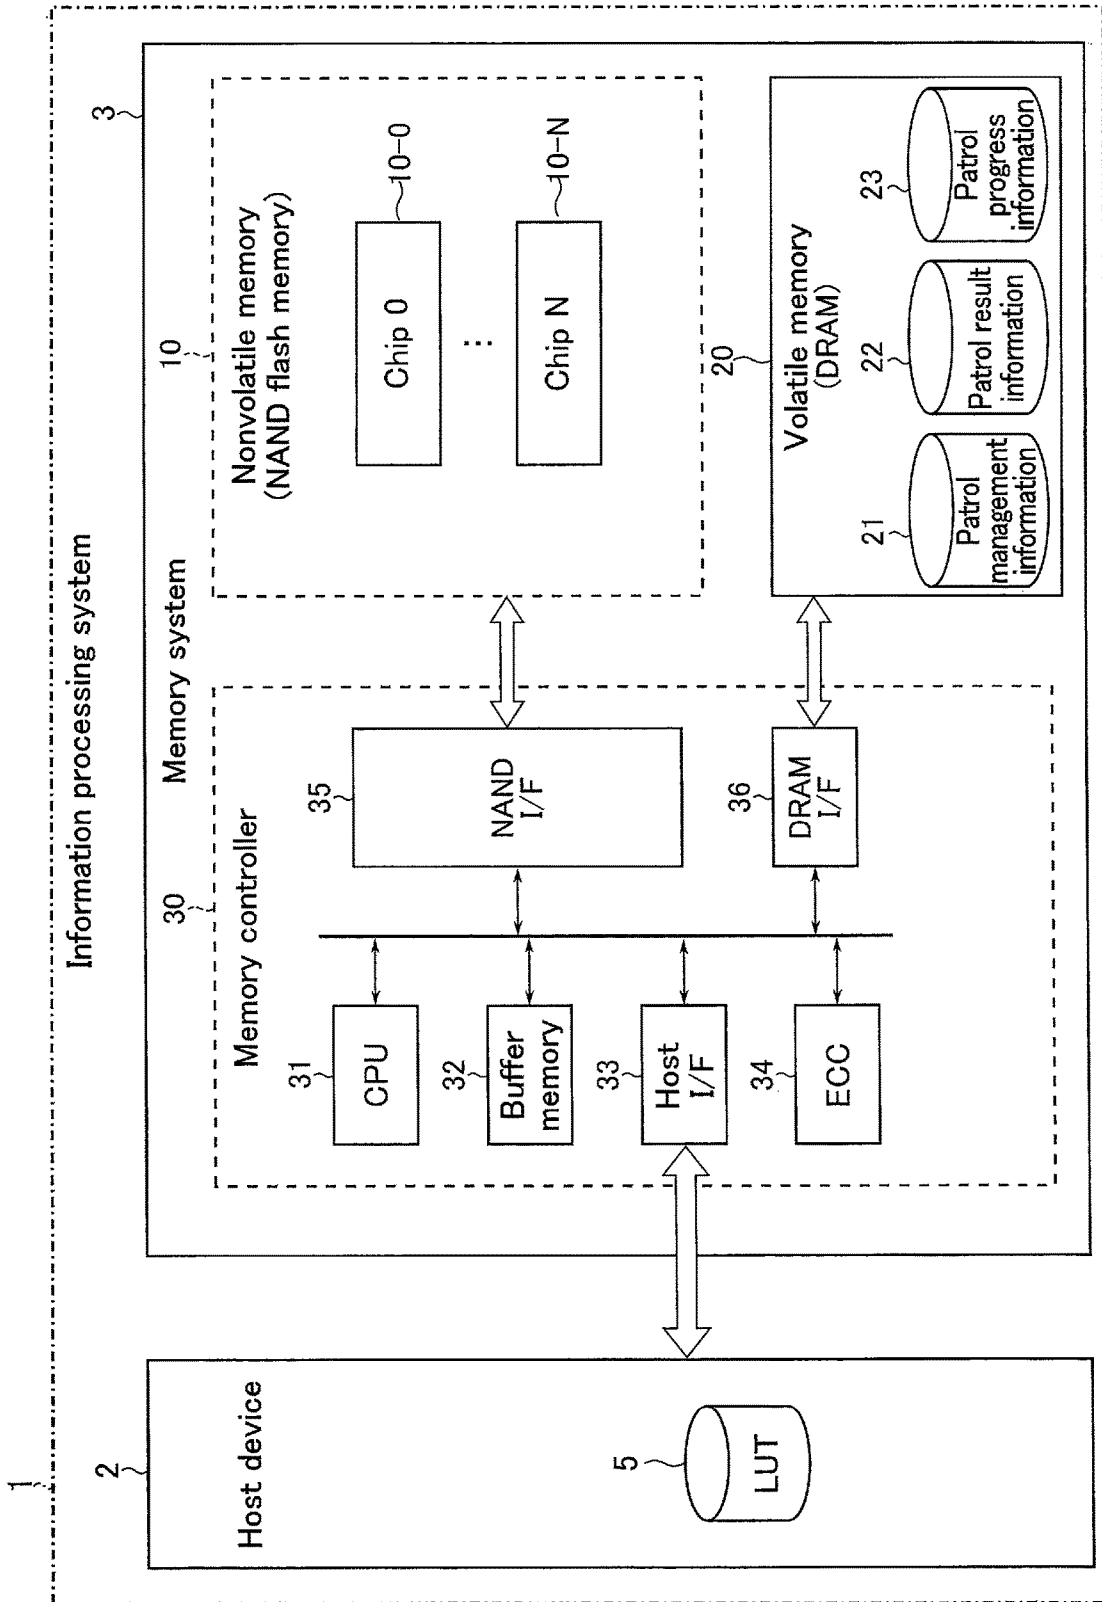 1
Information processing system
2
Host device
5
LUT
3
Memory system
30
Memory controller
31
CPU
32
Buffer
memory
33
Host
I/F
34
ECC
35
NAND
I/F
36
DRAM
I/F
10
Nonvolatile memory
(NAND flash memory)
Chip 0
10-0
⋮
Chip N
10-N
20
Volatile memory
(DRAM)
21
Patrol
management
information
22
Patrol result
information
23
Patrol
progress
information